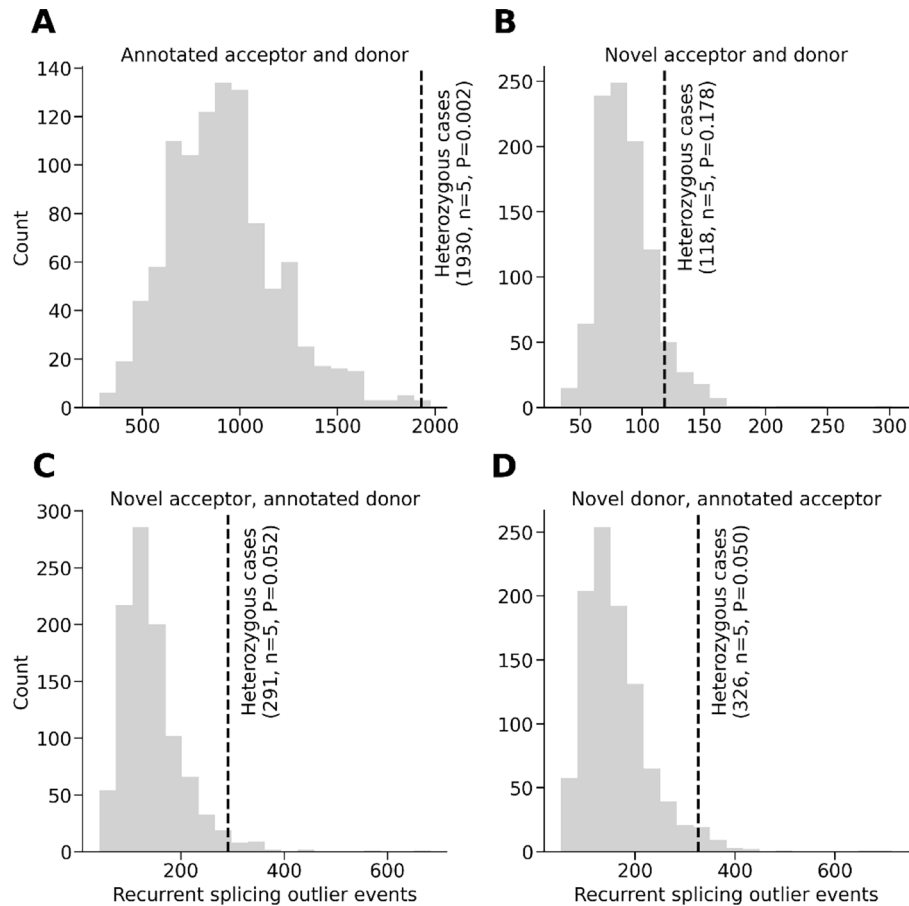 A
Annotated acceptor and donor
Count
140
120
100
80
60
40
20
0
500
1000
1500
2000
Heterozygous cases
(1930, n=5, P=0.002)
B
Novel acceptor and donor
250
200
150
100
50
0
50
100
150
200
250
300
Heterozygous cases
(118, n=5, P=0.178)
C
Novel acceptor, annotated donor
Count
300
250
200
150
100
50
0
200
400
600
Heterozygous cases
(291, n=5, P=0.052)
Recurrent splicing outlier events
D
Novel donor, annotated acceptor
250
200
150
100
50
0
200
400
600
Heterozygous cases
(326, n=5, P=0.050)
Recurrent splicing outlier events